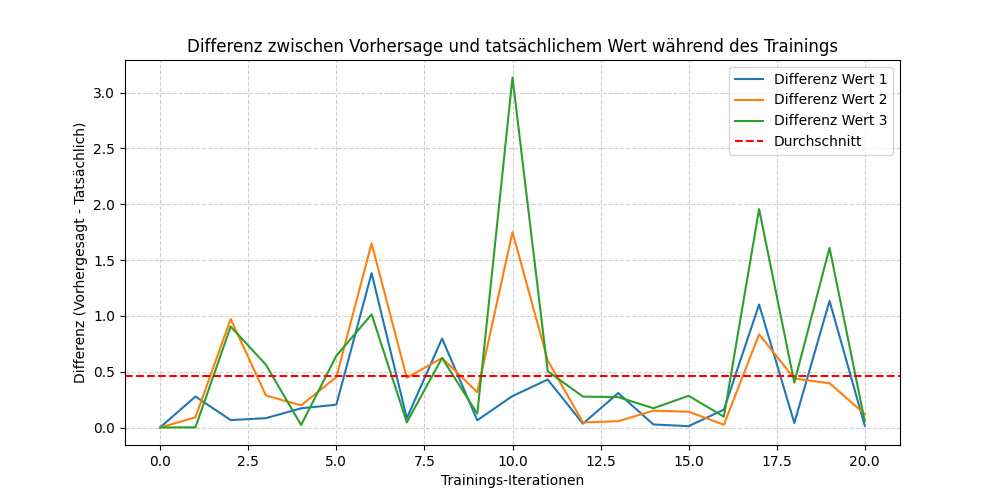 Differenz zwischen Vorhersage und tatsächlichem Wert während des Trainings
Differenz (Vorhergesagt - Tatsächlich)
3.0
2.5
2.0
1.5
1.0
0.5
0.0
Differenz Wert 1
Differenz Wert 2
Differenz Wert 3
Durchschnitt
0.0 2.5 5.0 7.5 10.0 12.5 15.0 17.5 20.0
Trainings-Iterationen